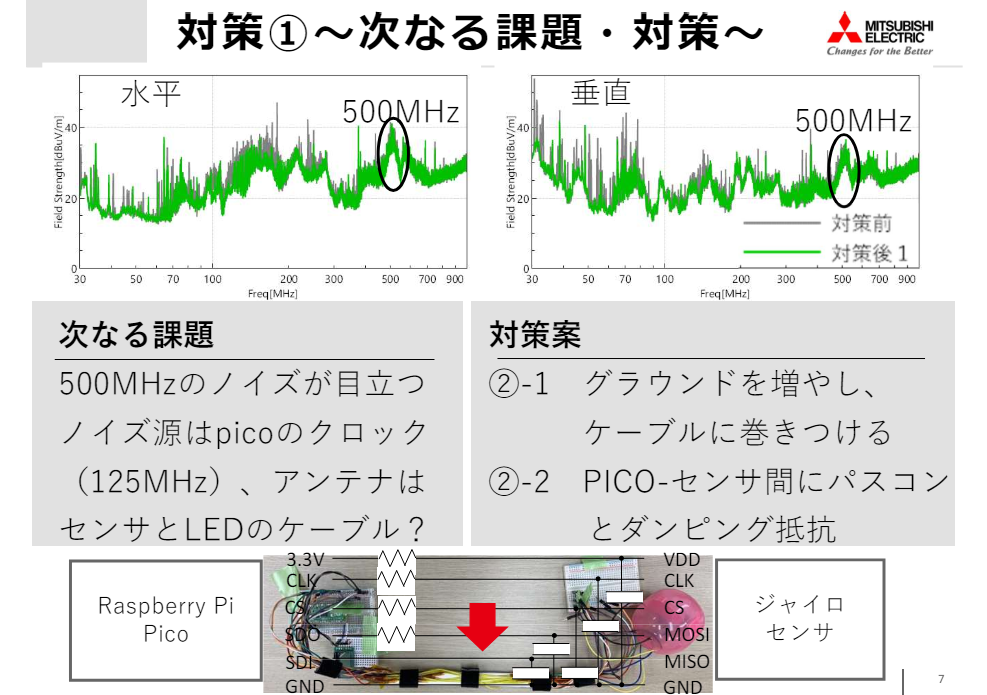 対策①～次なる課題・対策～
MITSUBISHI
ELECTRIC
Changes for the Better
水平
500MHz
Field Strength[dBuV/m]
40
20
0
30 50 70 100 200 300 500 700 900
Freq[MHz]
垂直
500MHz
Field Strength[dBuV/m]
40
20
0
対策前
対策後１
30 50 70 100 200 300 500 700 900
Freq[MHz]
次なる課題
500MHzのノイズが目立つ
ノイズ源はpicoのクロック
（125MHz）、アンテナは
センサとLEDのケーブル？
対策案
②-1　グラウンドを増やし、
ケーブルに巻きつける
②-2　PICO-センサ間にパスコン
とダンピング抵抗
Raspberry Pi
Pico
3.3V
CLK
CS
SDO
SDI
GND
VDD
CLK
CS
MOSI
MISO
GND
ジャイロ
センサ
7